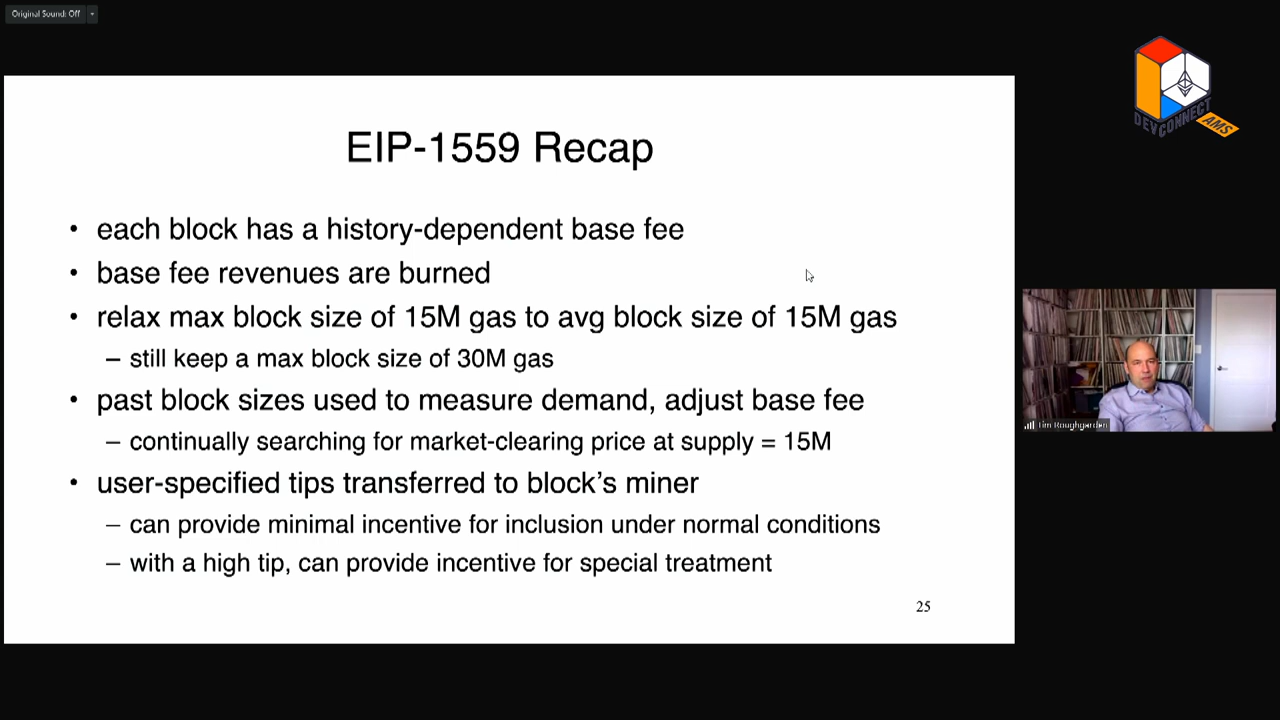 Original Sound: Off
DEVCONNECT
AMS
EIP-1559 Recap
• each block has a history-dependent base fee
• base fee revenues are burned
• relax max block size of 15M gas to avg block size of 15M gas
– still keep a max block size of 30M gas
• past block sizes used to measure demand, adjust base fee
– continually searching for market-clearing price at supply = 15M
• user-specified tips transferred to block's miner
– can provide minimal incentive for inclusion under normal conditions
– with a high tip, can provide incentive for special treatment
25
Tim Roughgarden